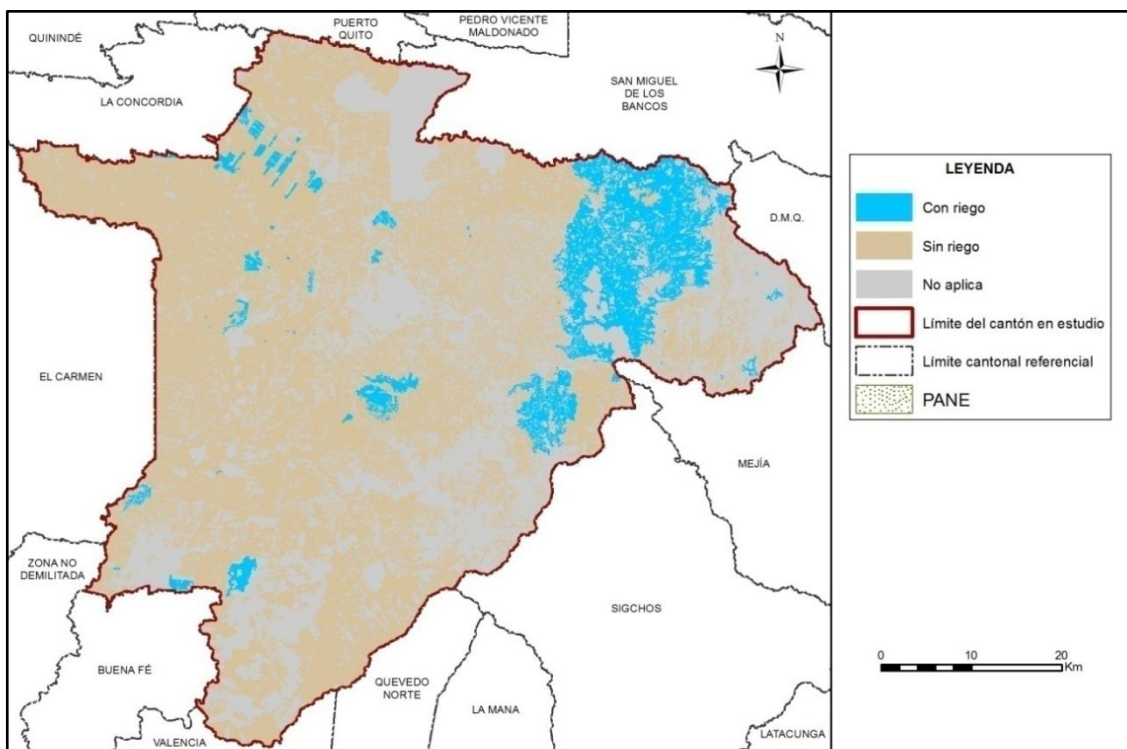 QUININDÉ
PUERTO
QUITO
PEDRO VICENTE
MALDONADO
N
LA CONCORDIA
SAN MIGUEL
DE LOS
BANCOS
D.M.Q.
EL CARMEN
MEJÍA
ZONA NO
DEMILITADA
SIGCHOS
BUENA FÉ
QUEVEDO
NORTE
LA MANA
VALENCIA
LATACUNGA
LEYENDA
Con riego
Sin riego
No aplica
Límite del cantón en estudio
Límite cantonal referencial
PANE
0 10 20
Km